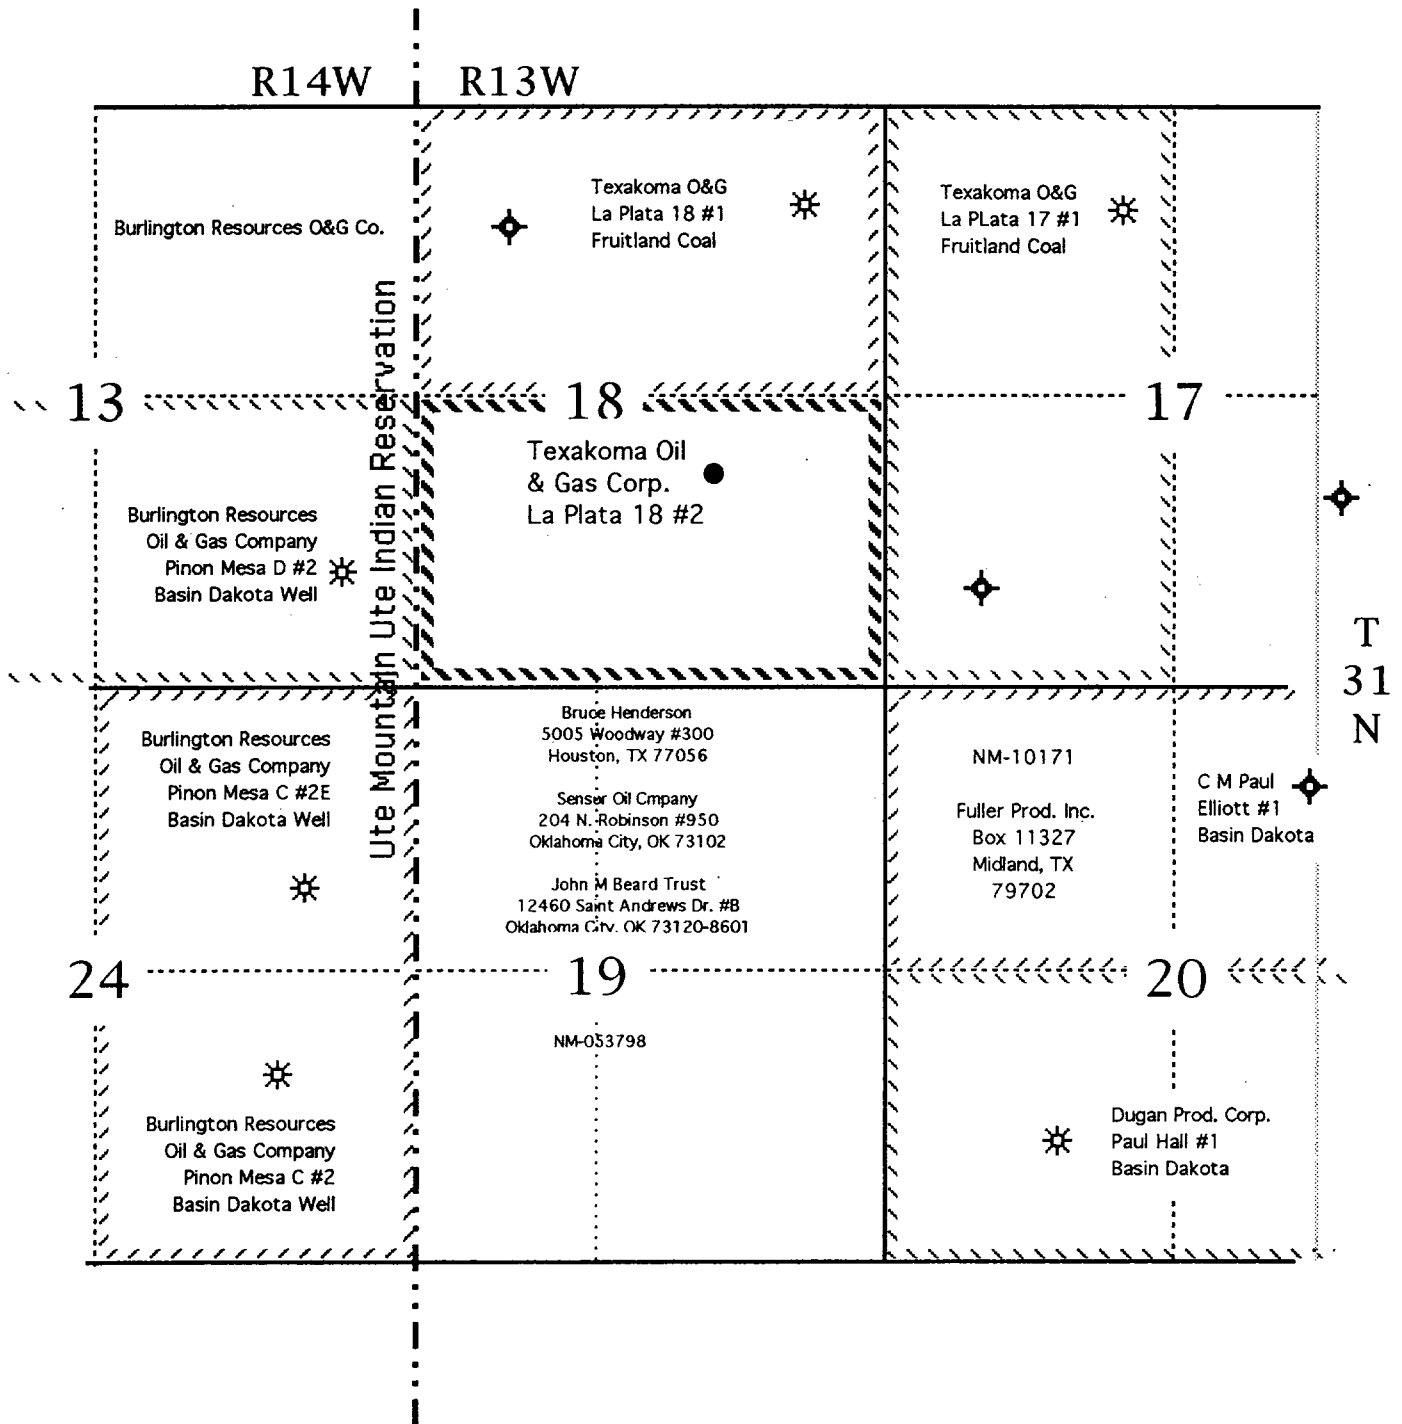 R14W
R13W
Burlington Resources O&G Co.
Texakoma O&G
La Plata 18 #1
Fruitland Coal
Texakoma O&G
La PLata 17 #1
Fruitland Coal
13
18
17
Ute Mountain Ute Indian Reservation
Texakoma Oil
& Gas Corp.
La Plata 18 #2
Burlington Resources
Oil & Gas Company
Pinon Mesa D #2
Basin Dakota Well
T
31
N
Burlington Resources
Oil & Gas Company
Pinon Mesa C #2E
Basin Dakota Well
Bruce Henderson
5005 Woodway #300
Houston, TX 77056
Senser Oil Cmpany
204 N. Robinson #950
Oklahoma City, OK 73102
John M Beard Trust
12460 Saint Andrews Dr. #B
Oklahoma City, OK 73120-8601
NM-10171
Fuller Prod. Inc.
Box 11327
Midland, TX
79702
C M Paul
Elliott #1
Basin Dakota
24
19
20
NM-053798
Burlington Resources
Oil & Gas Company
Pinon Mesa C #2
Basin Dakota Well
Dugan Prod. Corp.
Paul Hall #1
Basin Dakota